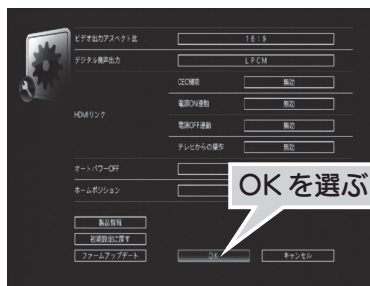 ビデオ出力アスペクト比 16:9
デジタル音声出力 LPCM
HDMIリンク
CEC機能 無効
電源ON連動 無効
電源OFF連動 無効
テレビからの操作 無効
オートパワーOFF
ホームポジション
OKを選ぶ
製品情報
初期設定に戻す
ファームアップデート OK キャンセル